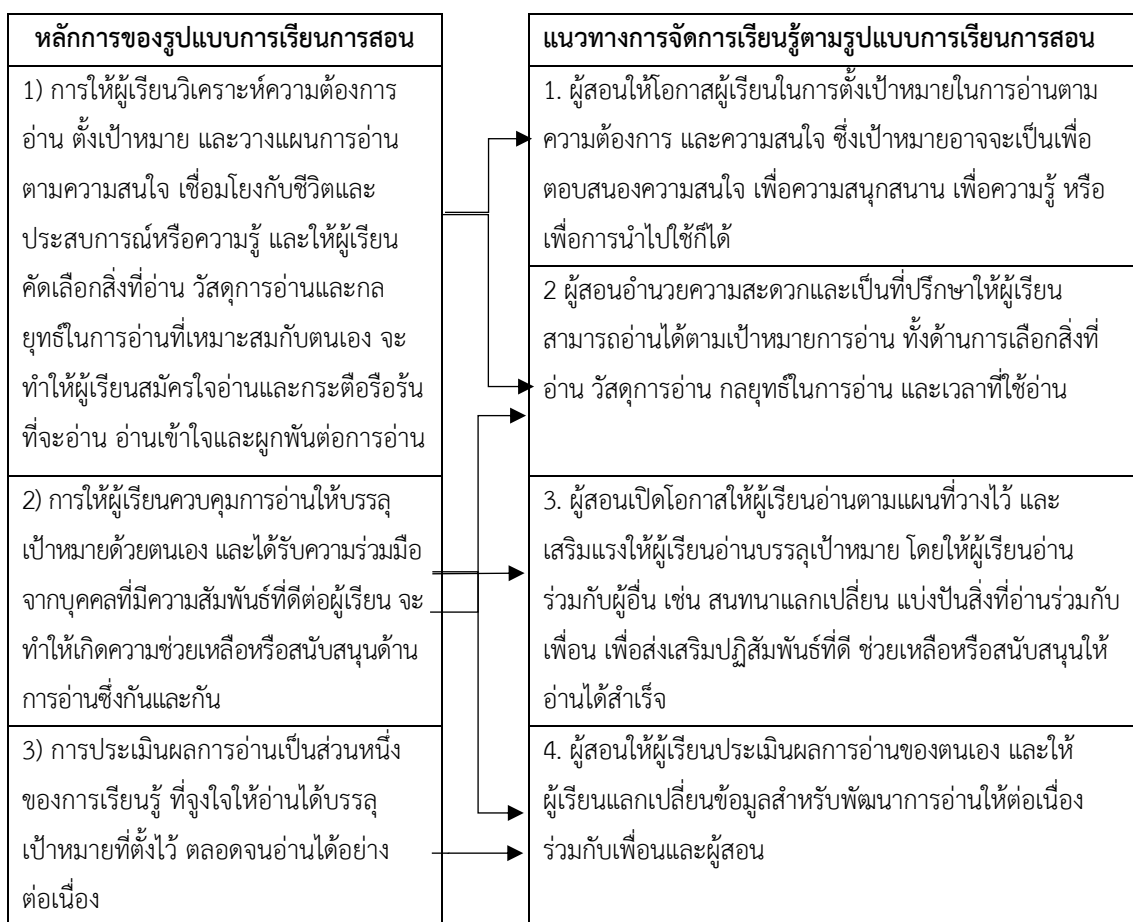 หลักการของรูปแบบการเรียนการสอน
1) การให้ผู้เรียนวิเคราะห์ความต้องการ
อ่าน ตั้งเป้าหมาย และวางแผนการอ่าน
ตามความสนใจ เชื่อมโยงกับชีวิตและ
ประสบการณ์หรือความรู้ และให้ผู้เรียน
คัดเลือกสิ่งที่อ่าน วัสดุการอ่านและกล
ยุทธ์ในการอ่านที่เหมาะสมกับตนเอง จะ
ทำให้ผู้เรียนสมัครใจอ่านและกระตือรือร้น
ที่จะอ่าน อ่านเข้าใจและผูกพันต่อการอ่าน
2) การให้ผู้เรียนควบคุมการอ่านให้บรรลุ
เป้าหมายด้วยตนเอง และได้รับความร่วมมือ
จากบุคคลที่มีความสัมพันธ์ที่ดีต่อผู้เรียน จะ
ทำให้เกิดความช่วยเหลือหรือสนับสนุนด้าน
การอ่านซึ่งกันและกัน
3) การประเมินผลการอ่านเป็นส่วนหนึ่ง
ของการเรียนรู้ ที่จูงใจให้อ่านได้บรรลุ
เป้าหมายที่ตั้งไว้ ตลอดจนอ่านได้อย่าง
ต่อเนื่อง
แนวทางการจัดการเรียนรู้ตามรูปแบบการเรียนการสอน
1. ผู้สอนให้โอกาสผู้เรียนในการตั้งเป้าหมายในการอ่านตาม
ความต้องการ และความสนใจ ซึ่งเป้าหมายอาจจะเป็นเพื่อ
ตอบสนองความสนใจ เพื่อความสนุกสนาน เพื่อความรู้ หรือ
เพื่อการนำไปใช้ก็ได้
2 ผู้สอนอำนวยความสะดวกและเป็นที่ปรึกษาให้ผู้เรียน
สามารถอ่านได้ตามเป้าหมายการอ่าน ทั้งด้านการเลือกสิ่งที่
อ่าน วัสดุการอ่าน กลยุทธ์ในการอ่าน และเวลาที่ใช้อ่าน
3. ผู้สอนเปิดโอกาสให้ผู้เรียนอ่านตามแผนที่วางไว้ และ
เสริมแรงให้ผู้เรียนอ่านบรรลุเป้าหมาย โดยให้ผู้เรียนอ่าน
ร่วมกับผู้อื่น เช่น สนทนาแลกเปลี่ยน แบ่งปันสิ่งที่อ่านร่วมกับ
เพื่อน เพื่อส่งเสริมปฏิสัมพันธ์ที่ดี ช่วยเหลือหรือสนับสนุนให้
อ่านได้สำเร็จ
4. ผู้สอนให้ผู้เรียนประเมินผลการอ่านของตนเอง และให้
ผู้เรียนแลกเปลี่ยนข้อมูลสำหรับพัฒนาการอ่านให้ต่อเนื่อง
ร่วมกับเพื่อนและผู้สอน